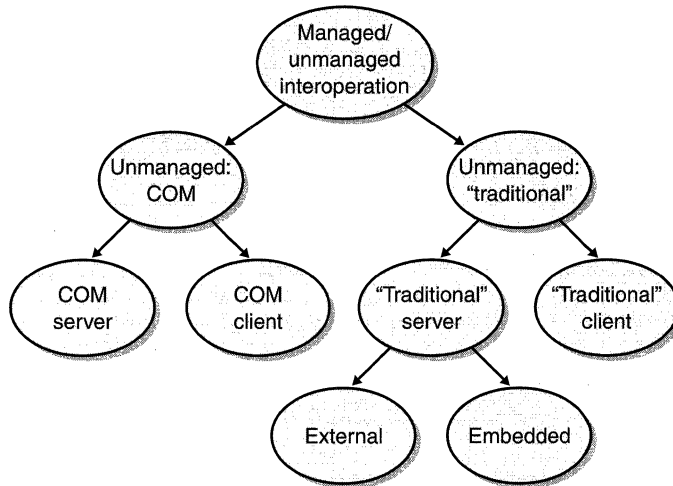 Managed/
unmanaged
interoperation
Unmanaged:
COM
Unmanaged:
“traditional”
COM
server
COM
client
“Traditional”
server
“Traditional”
client
External
Embedded